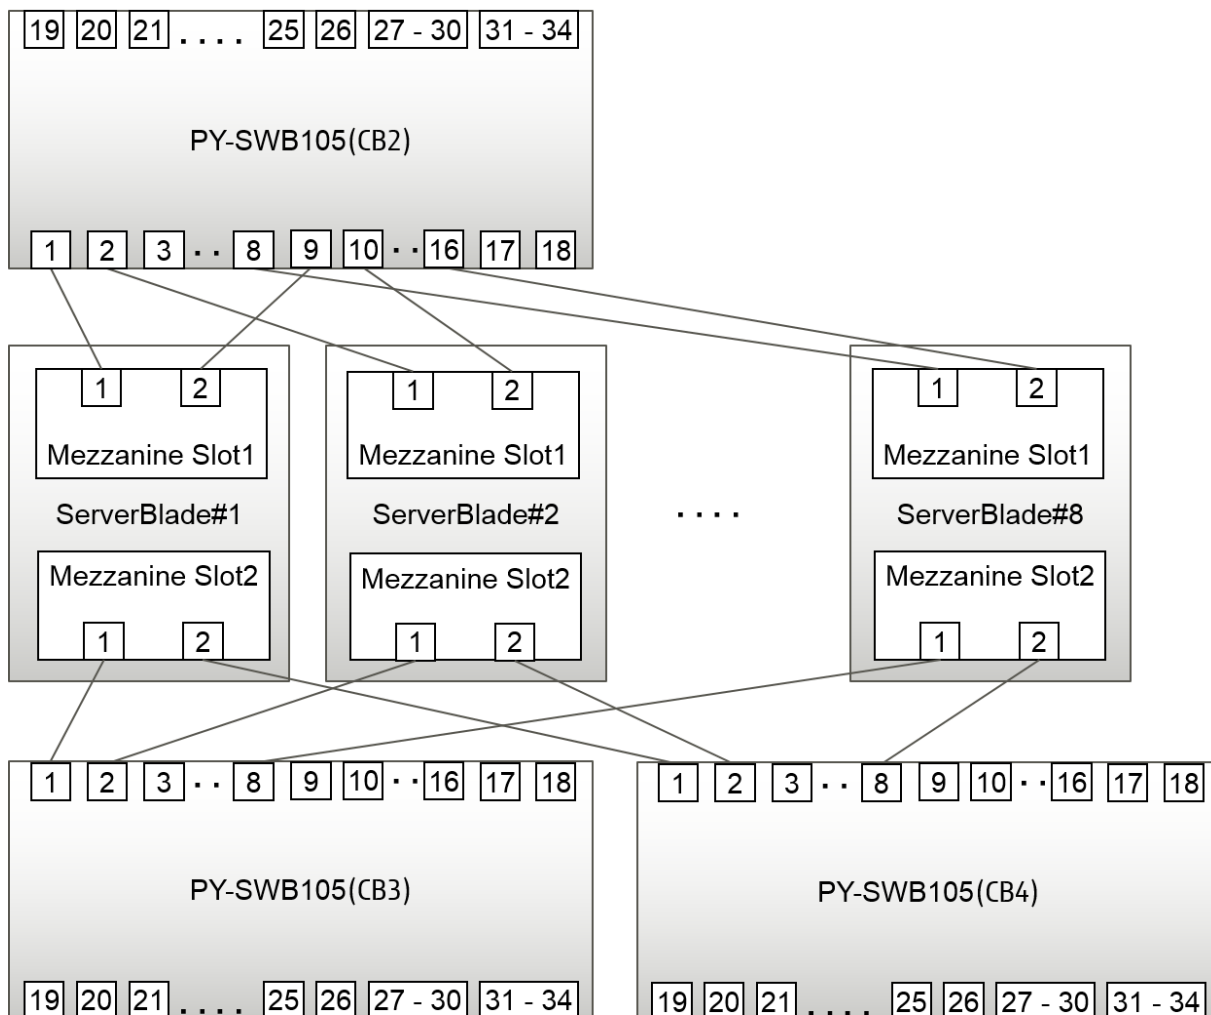 19 20 21 .... 25 26 27 - 30 31 - 34
PY-SWB105(CB2)
1 2 3 .. 8 9 10 .. 16 17 18
1 2 1 2 1 2
Mezzanine Slot1 Mezzanine Slot1 Mezzanine Slot1
ServerBlade#1 ServerBlade#2 .... ServerBlade#8
Mezzanine Slot2 Mezzanine Slot2 Mezzanine Slot2
1 2 1 2 1 2
1 2 3 .. 8 9 10 .. 16 17 18 1 2 3 .. 8 9 10 .. 16 17 18
PY-SWB105(CB3) PY-SWB105(CB4)
19 20 21 .... 25 26 27 - 30 31 - 34 19 20 21 .... 25 26 27 - 30 31 - 34